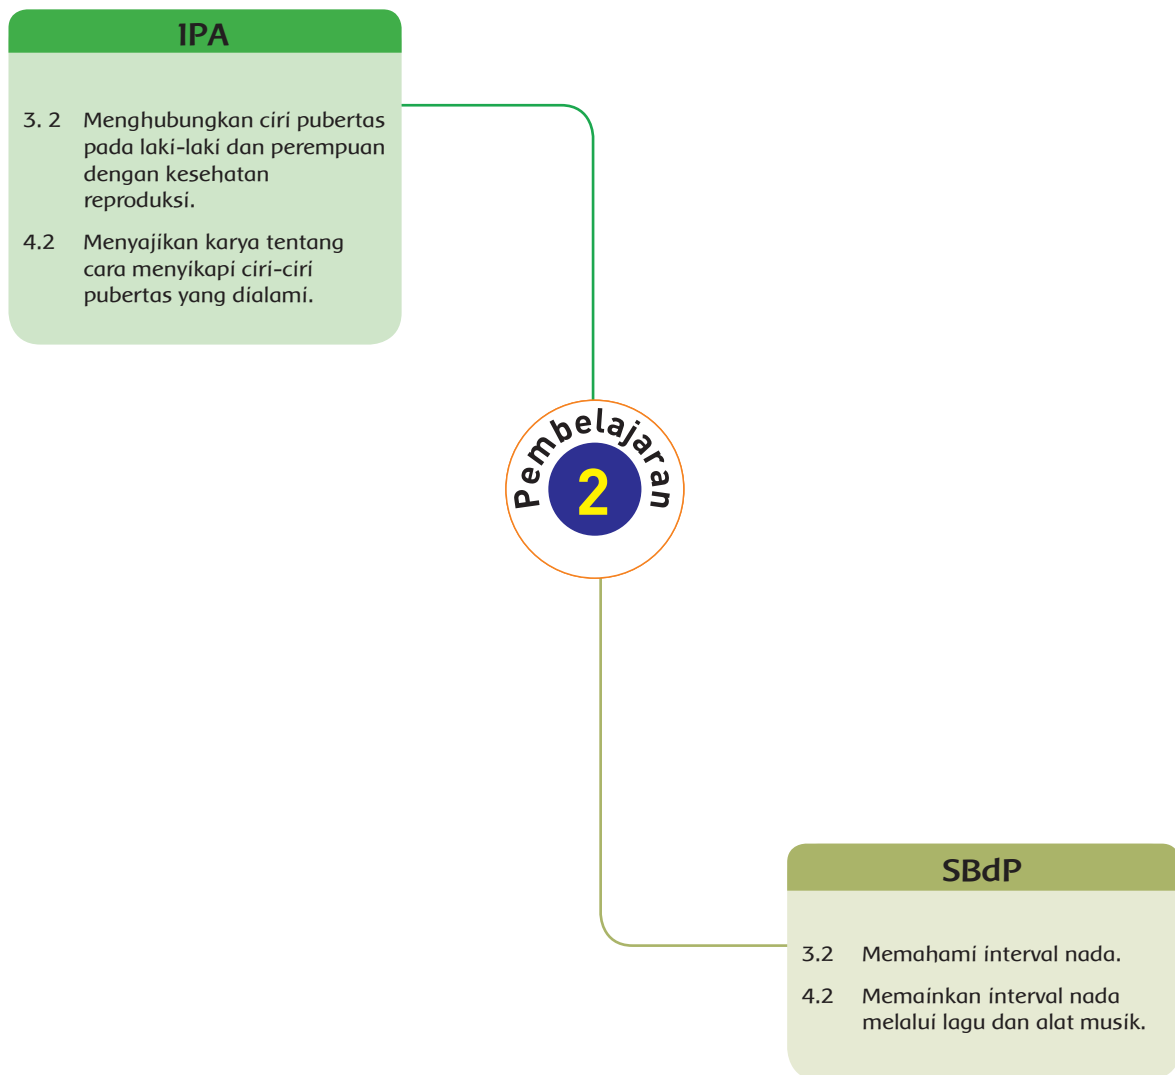 IPA
3. 2 Menghubungkan ciri pubertas
pada laki-laki dan perempuan
dengan kesehatan
reproduksi.
4.2 Menyajikan karya tentang
cara menyikapi ciri-ciri
pubertas yang dialami.
Pembelajaran
2
SBdP
3.2 Memahami interval nada.
4.2 Memainkan interval nada
melalui lagu dan alat musik.